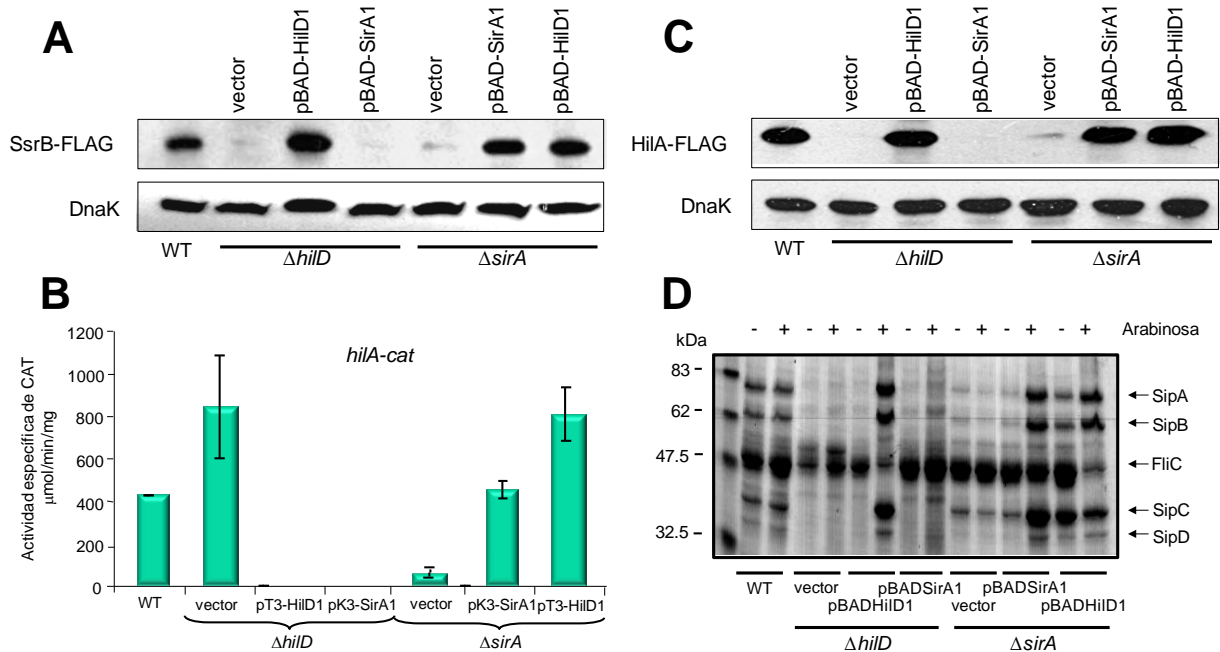 A
vector
pBAD-HilD1
pBAD-SirA1
vector
pBAD-SirA1
pBAD-HilD1
SsrB-FLAG
DnaK
WT
ΔhilD
ΔsirA
C
vector
pBAD-HilD1
pBAD-SirA1
vector
pBAD-SirA1
pBAD-HilD1
HilA-FLAG
DnaK
WT
ΔhilD
ΔsirA
B
Actividad específica de CAT
μmol/min/mg
1200
1000
800
600
400
200
0
hilA-cat
WT
vector
pT3-HilD1
pK3-SirA1
vector
pK3-SirA1
pT3-HilD1
ΔhilD
ΔsirA
D
- + - + - + - + - + - + - + Arabinosa
kDa
83
62
47.5
32.5
SipA
SipB
FliC
SipC
SipD
WT
vector
pBADHilD1
pBADSirA1
vector
pBADSirA1
pBADHilD1
ΔhilD
ΔsirA